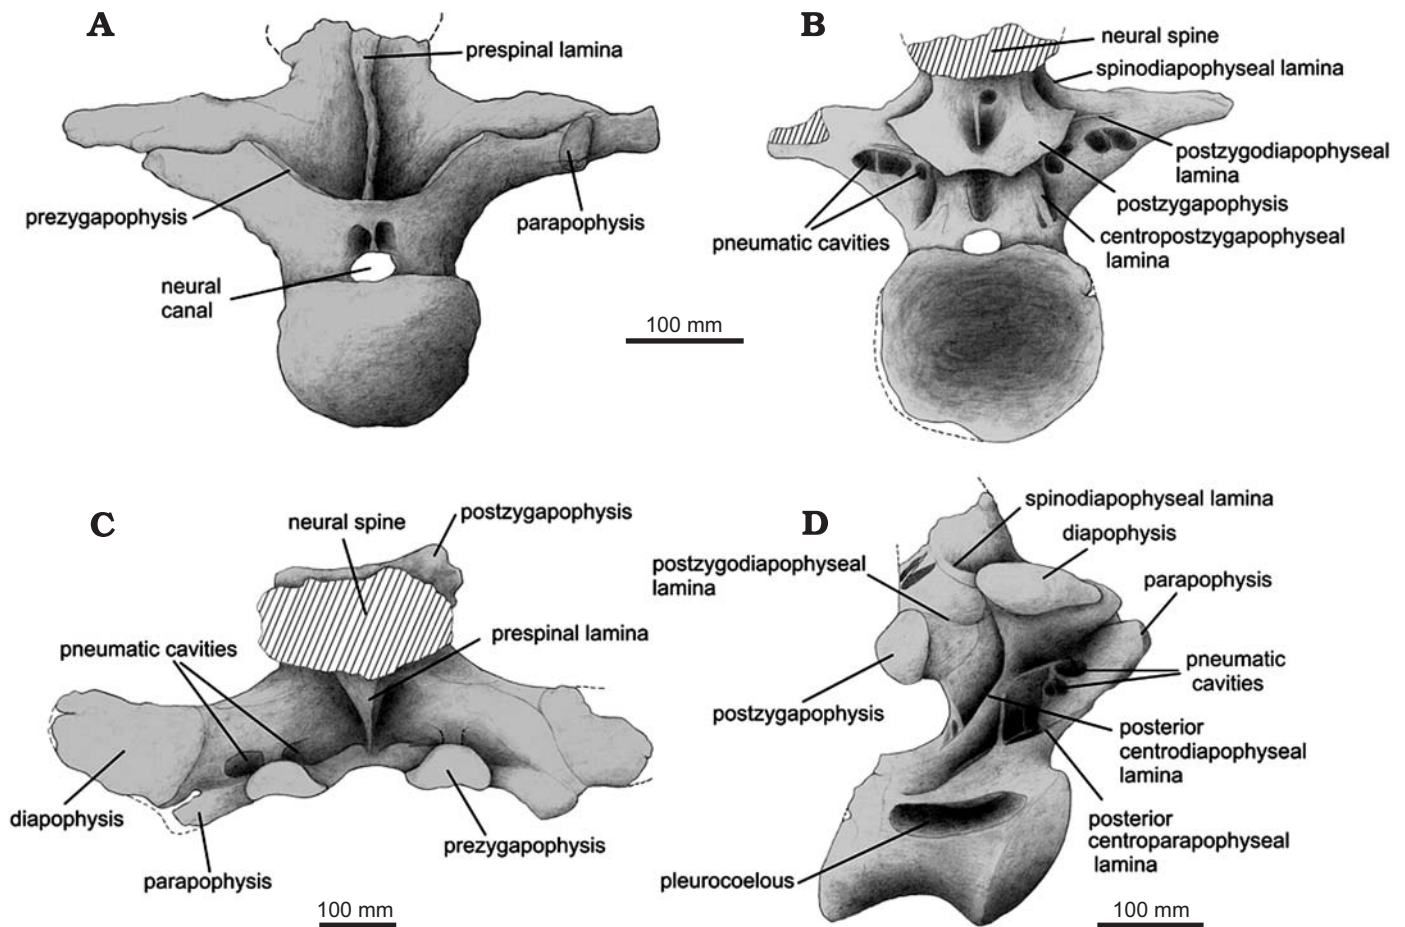 A
prespinal lamina
prezygapophysis
parapophysis
neural
canal
100 mm
B
neural spine
spinodiapophyseal lamina
postzygodiapophyseal
lamina
postzygapophysis
pneumatic cavities
centropostzygapophyseal
lamina
C
neural spine
postzygapophysis
pneumatic cavities
prespinal lamina
diapophysis
prezygapophysis
parapophysis
100 mm
D
spinodiapophyseal lamina
diapophysis
postzygodiapophyseal
lamina
parapophysis
pneumatic
cavities
postzygapophysis
posterior
centrodiapophyseal
lamina
posterior
centroparapophyseal
lamina
pleurocoelous
100 mm